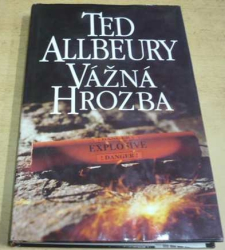 TED
ALLBEURY
VÁŽNÁ
HROZBA
EXPLOSIVE
DANGER